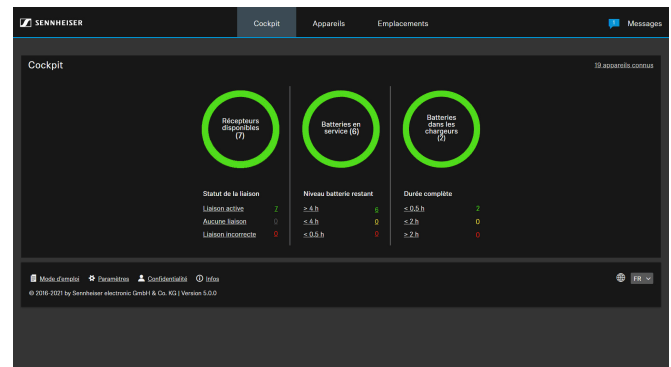 SENNHEISER
Cockpit
Appareils
Emplacements
Messages
Cockpit
19 appareils connus
Récepteurs
disponibles
(7)
Batteries en
service (6)
Batteries
dans les
chargeurs
(2)
Statut de la liaison
Liaison active 7
Aucune liaison 0
Liaison incorrecte 0
Niveau batterie restant
> 4 h 6
< 4 h 0
< 0,5 h 0
Durée complète
< 0,5 h 2
< 2 h 0
> 2 h 0
Mode d'emploi Paramètres Confidentialité Infos
FR
© 2016-2021 by Sennheiser electronic GmbH & Co. KG | Version 5.0.0